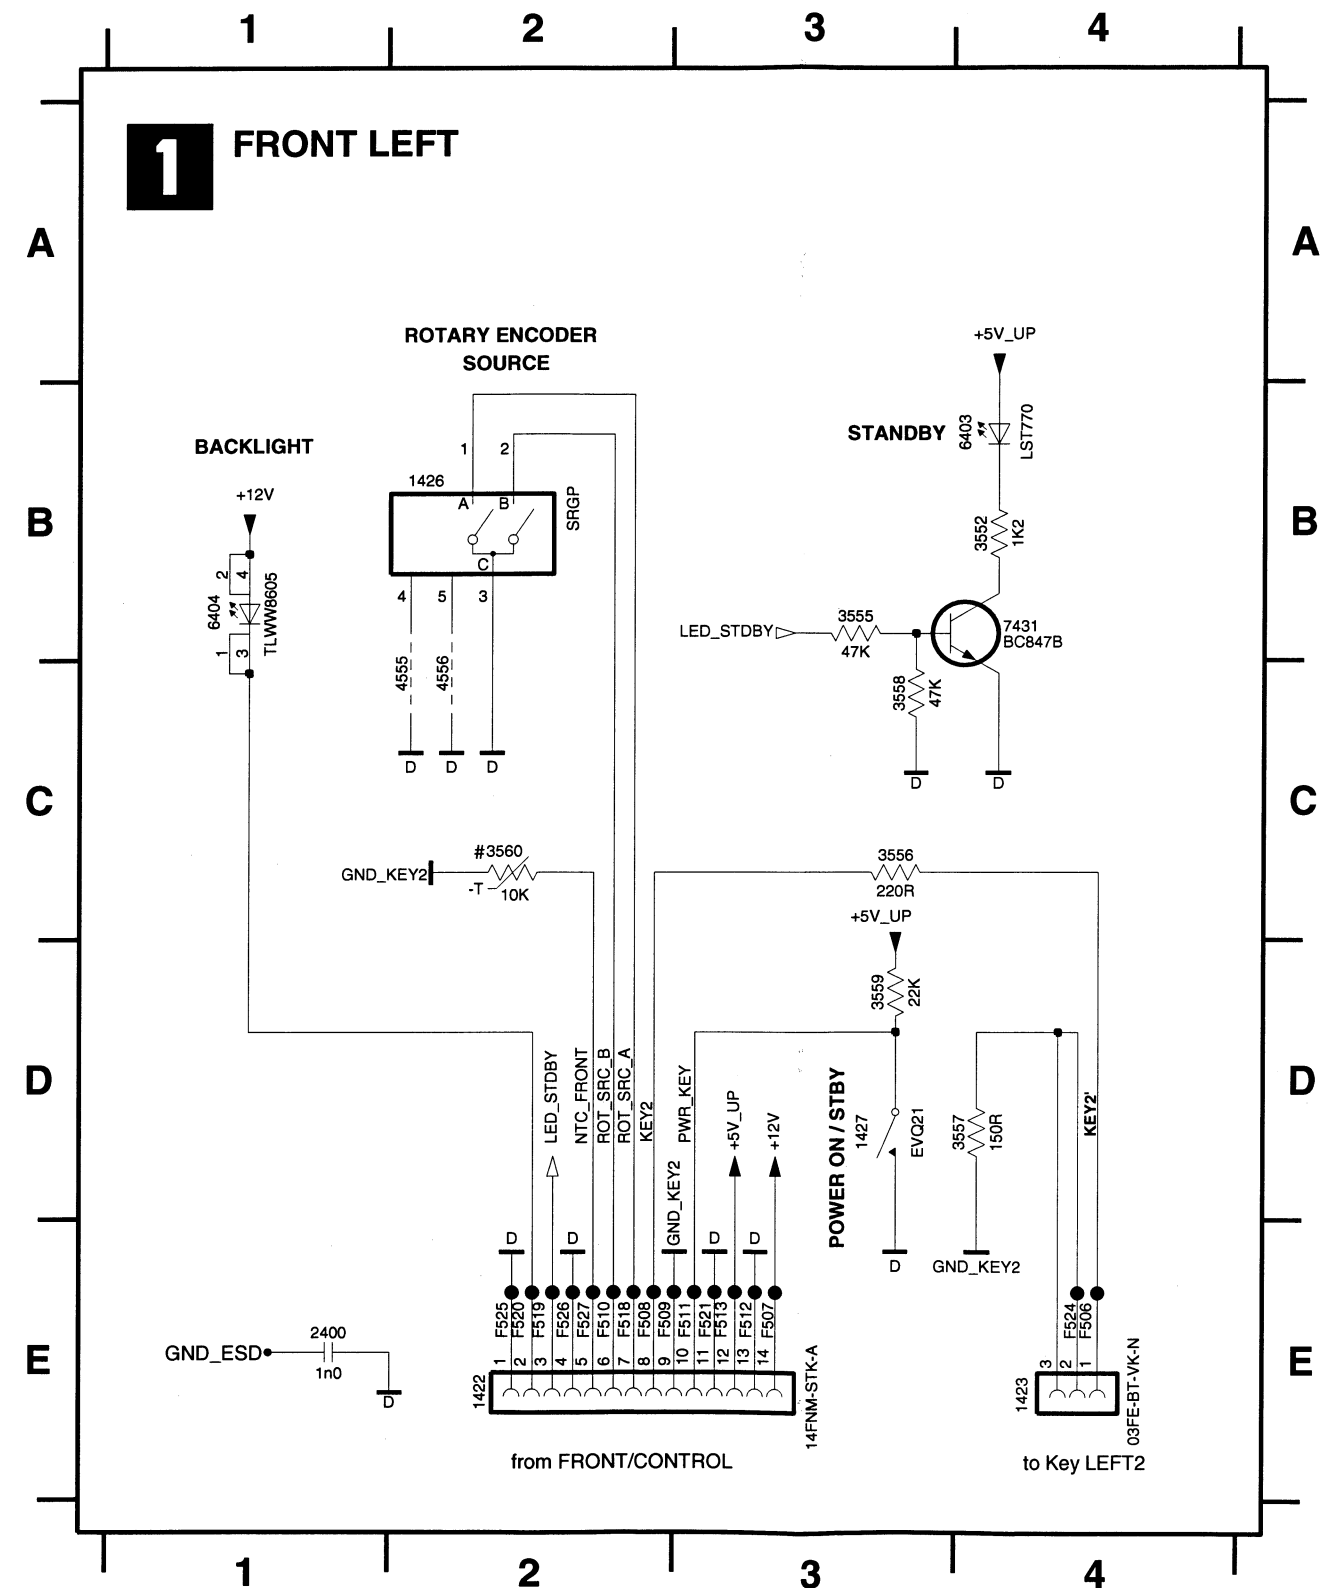 1 2 3 4
1 FRONT LEFT
A A
ROTARY ENCODER
SOURCE
+5V_UP
BACKLIGHT
STANDBY
6403
LST770
1 2
+12V
1426
A B
SRGP
B B
C
3552
1K2
2 4
6404
TLWW8605
1 3
4 5 3
LED_STDBY
3555
47K
7431
BC847B
4555
4556
3558
47K
D D D
D D
C C
#3560
GND_KEY2
-T
10K
3556
220R
+5V_UP
3559
22K
D D
LED_STDBY
NTC_FRONT
ROT_SRC_B
ROT_SRC_A
KEY2
PWR_KEY
GND_KEY2
+5V_UP
+12V
POWER ON / STBY
1427
EVQ21
3557
150R
KEY2'
D D D D
D
GND_KEY2
F525
F520
F519
F526
F527
F510
F518
F508
F509
F511
F521
F513
F512
F507
F524
F506
E E
GND_ESD
2400
1n0
D
1 2 3 4 5 6 7 8 9 10 11 12 13 14
1422
14FNM-STK-A
3 2 1
1423
03FE-BT-VK-N
from FRONT/CONTROL
to Key LEFT2
1 2 3 4